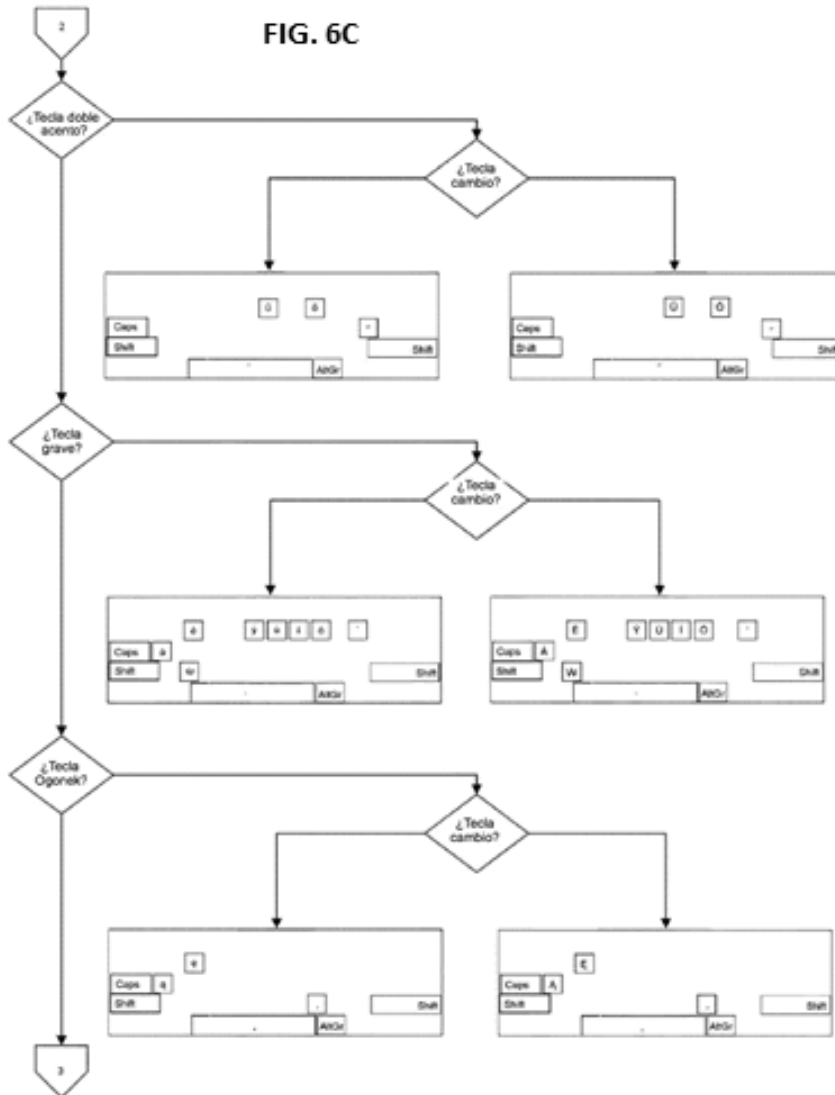 FIG. 6C
2
¿Tecla doble
acento?
¿Tecla
cambio?
Caps
Shift
Shift
AltGr
Caps
Shift
Shift
AltGr
¿Tecla
grave?
¿Tecla
cambio?
Caps
Shift
Shift
AltGr
E
Caps
Shift
W
Shift
AltGr
¿Tecla
Ogonek?
¿Tecla
cambio?
Caps ą
Shift
Shift
AltGr
Ę
Caps Ą
Shift
Shift
AltGr
3